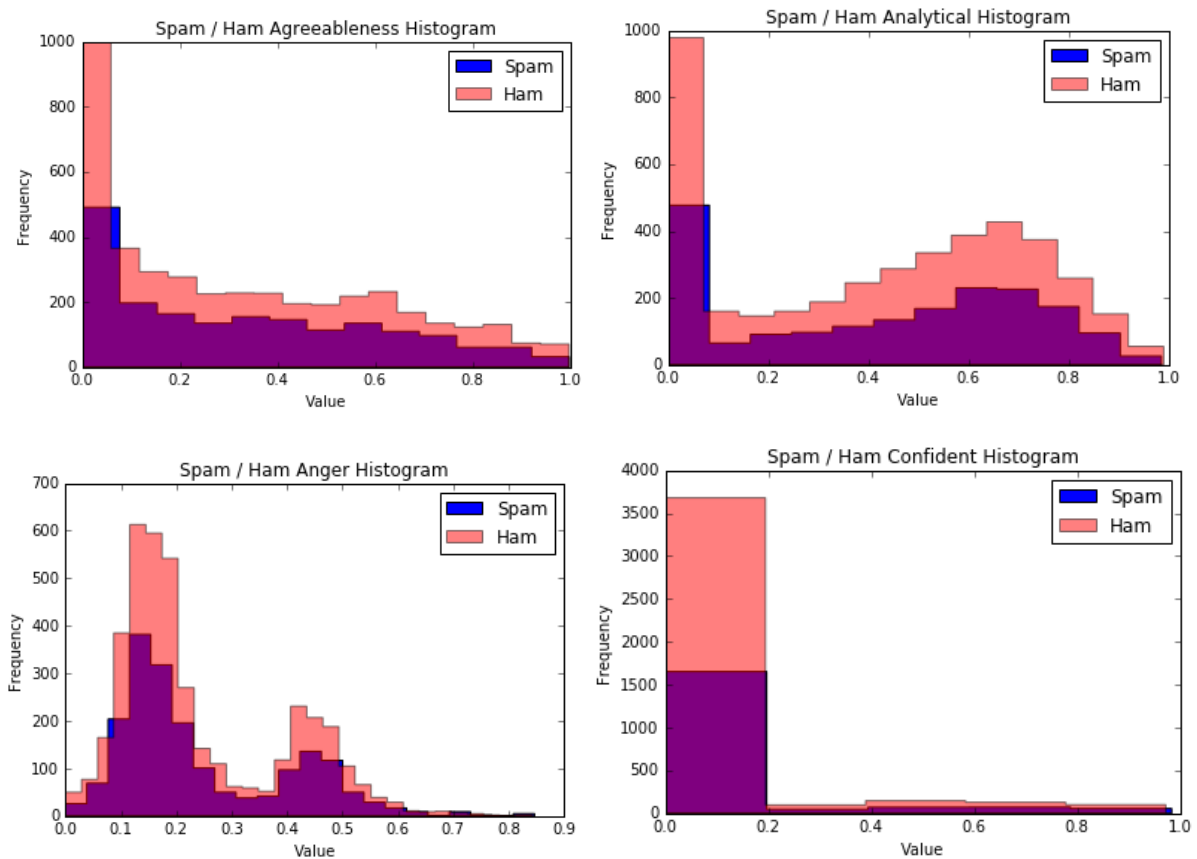 Spam / Ham Agreeableness Histogram
1000
800
600
400
200
0
Frequency
Spam
Ham
0.0 0.2 0.4 0.6 0.8 1.0
Value
Spam / Ham Analytical Histogram
1000
800
600
400
200
0
Frequency
Spam
Ham
0.0 0.2 0.4 0.6 0.8 1.0
Value
Spam / Ham Anger Histogram
700
600
500
400
300
200
100
0
Frequency
Spam
Ham
0.0 0.1 0.2 0.3 0.4 0.5 0.6 0.7 0.8 0.9
Value
Spam / Ham Confident Histogram
4000
3500
3000
2500
2000
1500
1000
500
0
Frequency
Spam
Ham
0.0 0.2 0.4 0.6 0.8 1.0
Value